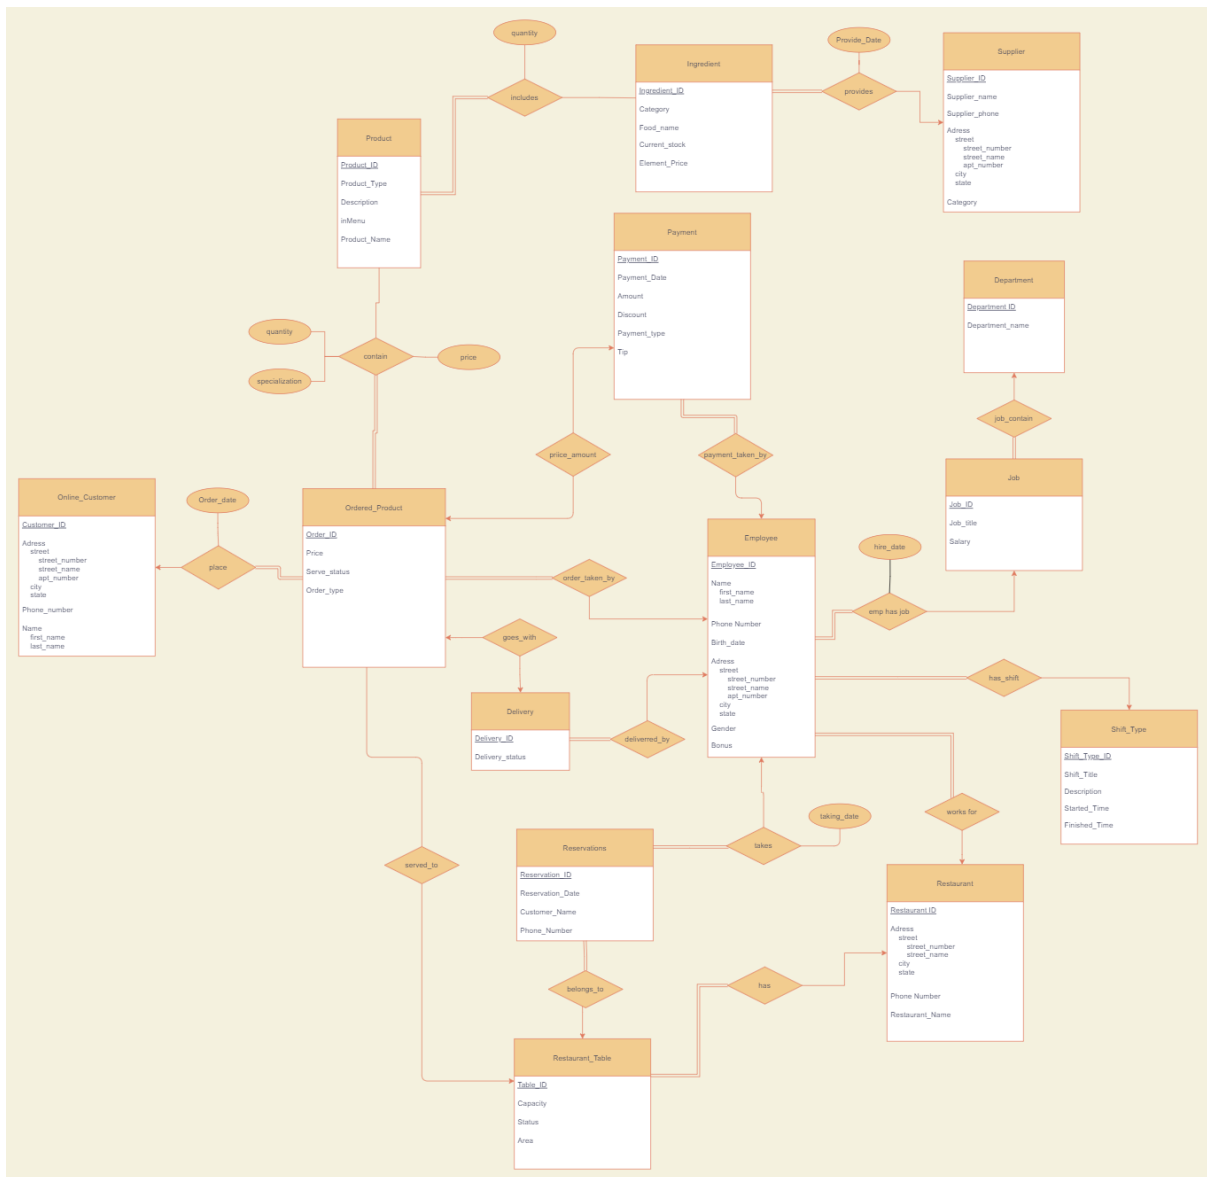 quantity
includes
Ingredient
Ingredient_ID
Category
Food_name
Current_stock
Element_Price
Provide_Date
provides
Supplier
Supplier_ID
Supplier_name
Supplier_phone
Adress
street
street_number
street_name
apt_number
city
state
Category
Product
Product_ID
Product_Type
Description
inMenu
Product_Name
Payment
Payment_ID
Payment_Date
Amount
Discount
Payment_type
Tip
Department
Department ID
Department_name
quantity
specialization
contain
price
job_contain
priice_amount
payment_taken_by
Job
Job_ID
Job_title
Salary
Online_Customer
Customer_ID
Adress
street
street_number
street_name
apt_number
city
state
Phone_number
Name
first_name
last_name
Order_date
place
Ordered_Product
Order_ID
Price
Serve_status
Order_type
order_taken_by
goes_with
Employee
Employee_ID
Name
first_name
last_name
Phone Number
Birth_date
Adress
street
street_number
street_name
apt_number
city
state
Gender
Bonus
hire_date
emp has job
has_shift
Shift_Type
Shift_Type_ID
Shift_Title
Description
Started_Time
Finished_Time
Delivery
Delivery_ID
Delivery_status
deliverred_by
works for
served_to
Reservations
Reservation_ID
Reservation_Date
Customer_Name
Phone_Number
takes
taking_date
Restaurant
Restaurant ID
Adress
street
street_number
street_name
city
state
Phone Number
Restaurant_Name
belongs_to
has
Restaurant_Table
Table_ID
Capacity
Status
Area